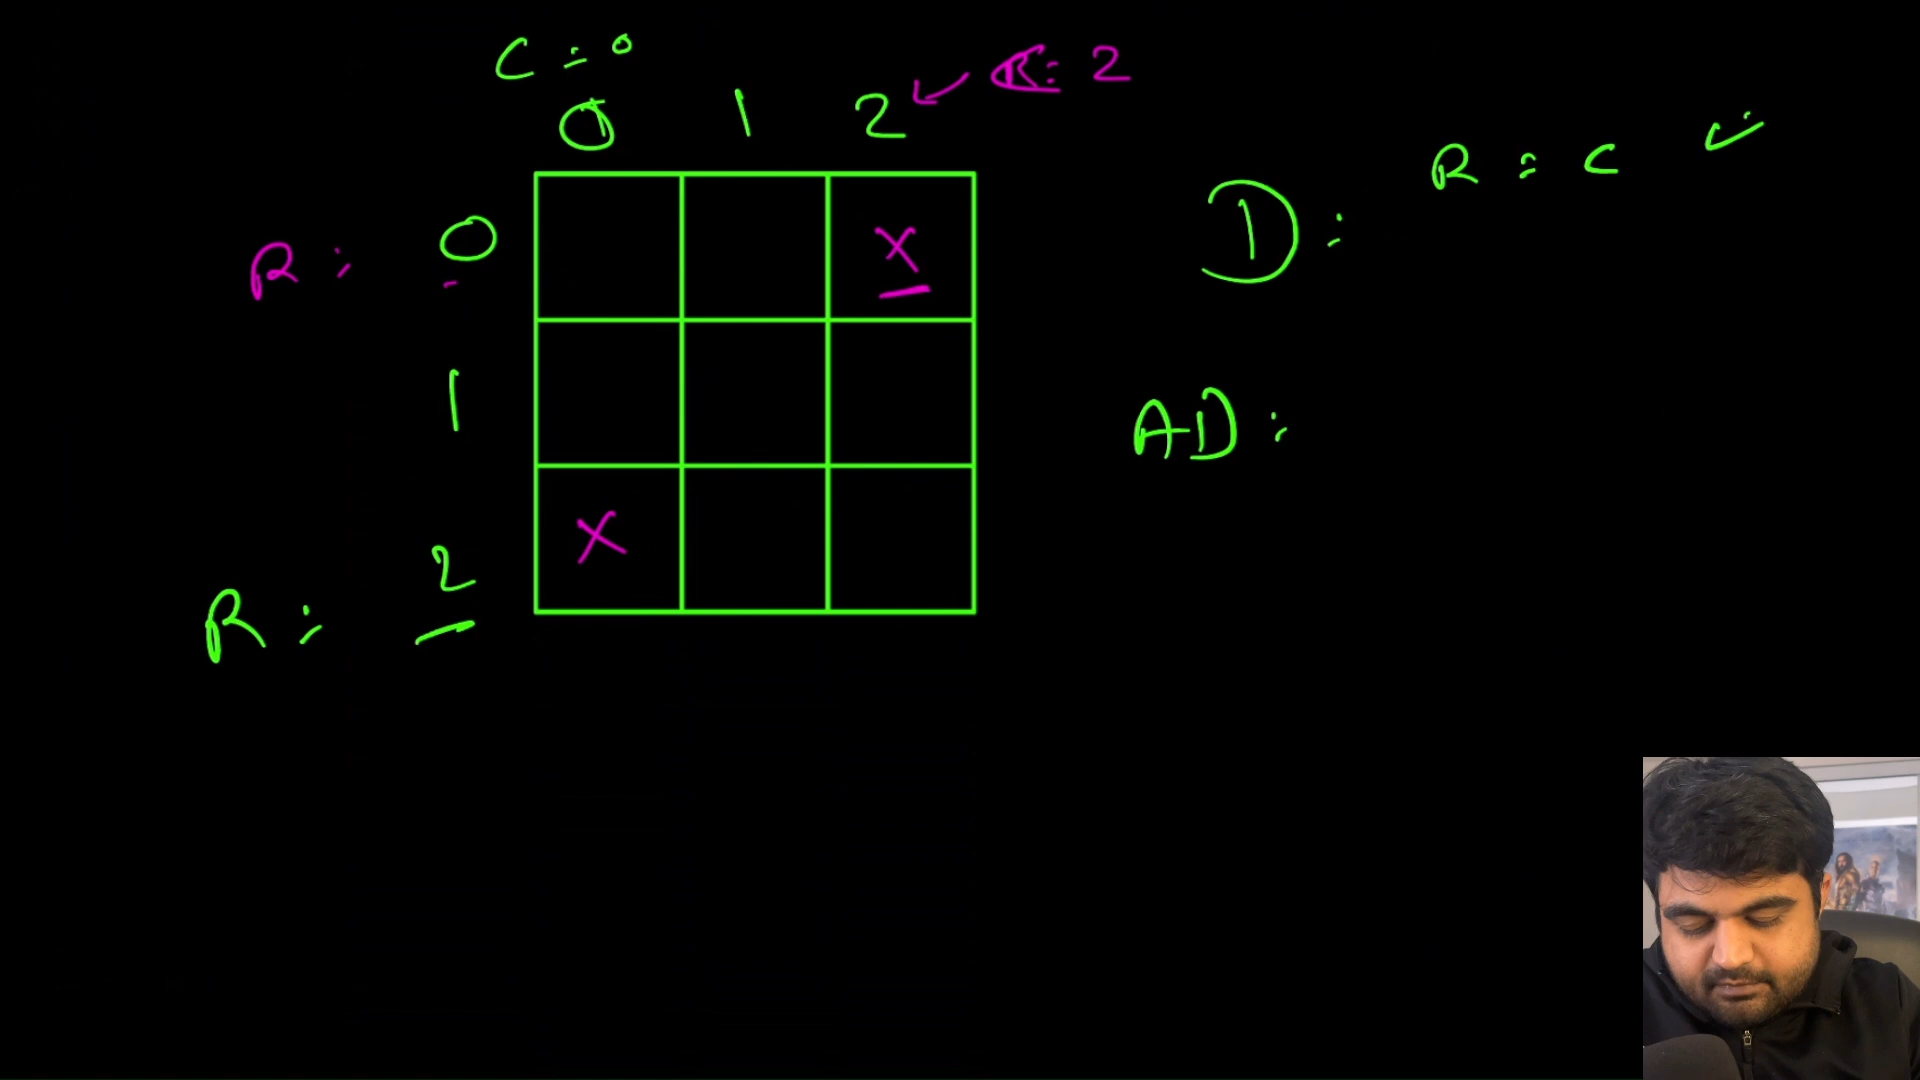 C = 0
R = 2
0 1 2
R = C ✓
R = 0 X
D :
1
AD :
2 X
R =